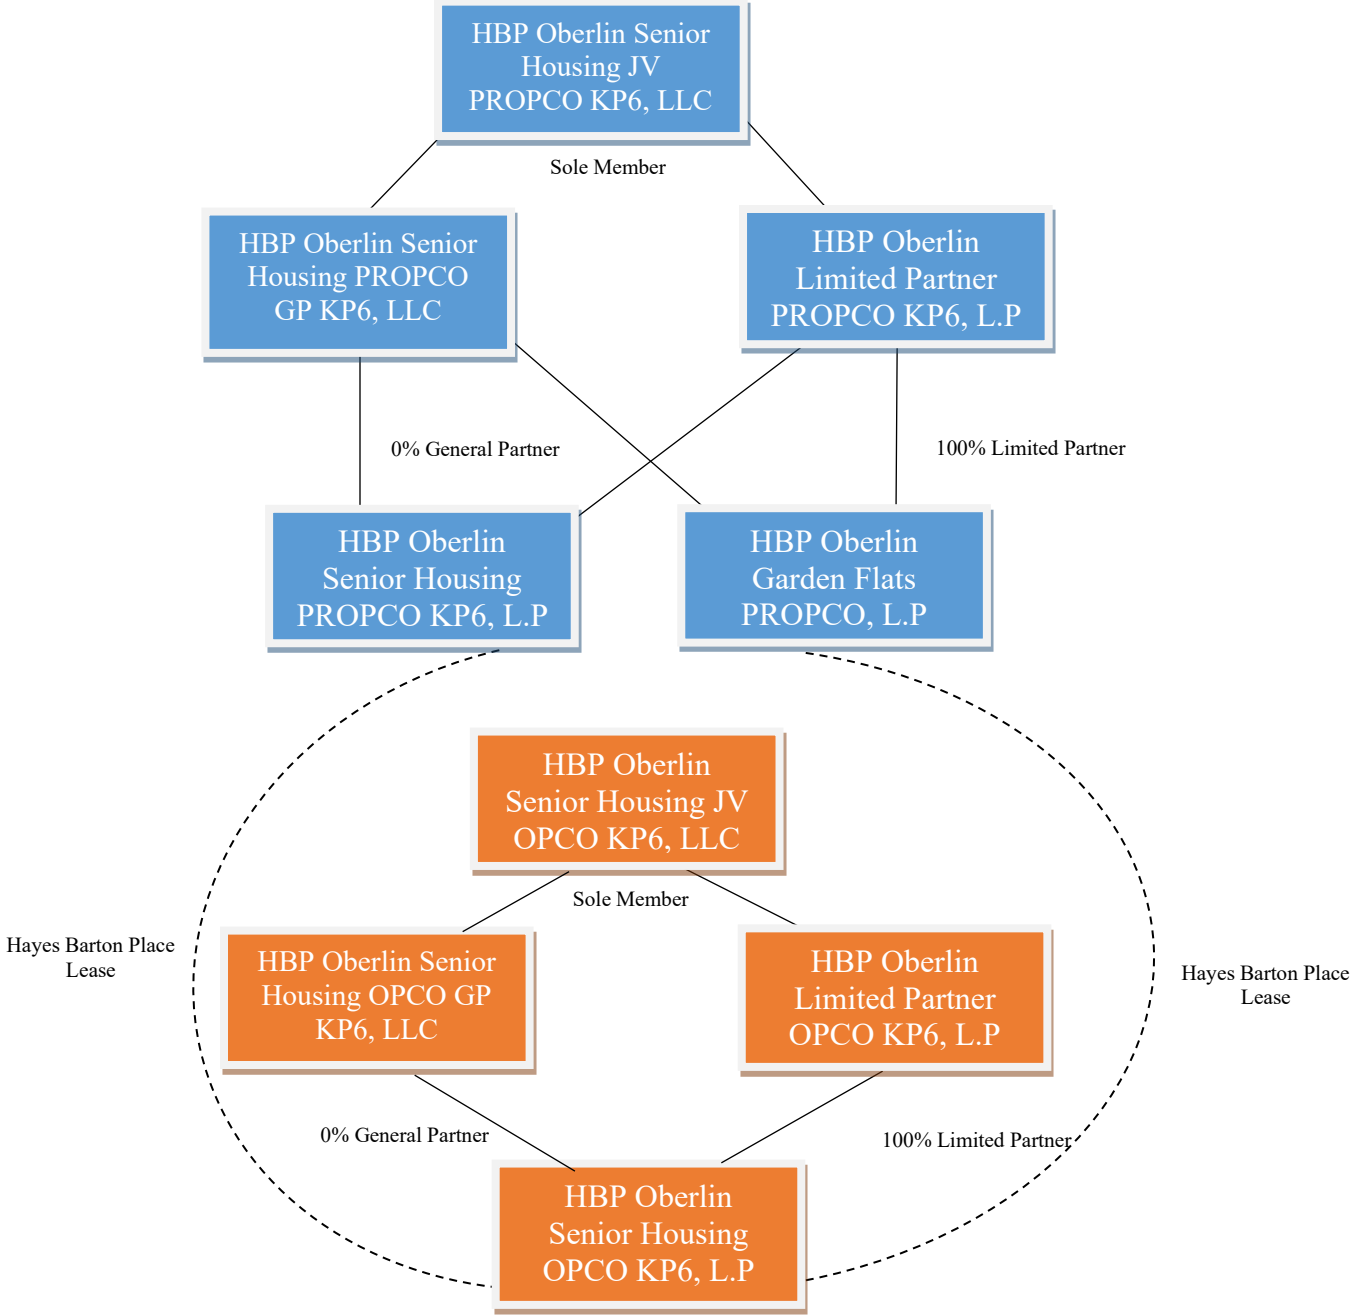 HBP Oberlin Senior
Housing JV
PROPCO KP6, LLC
Sole Member
HBP Oberlin Senior
Housing PROPCO
GP KP6, LLC
HBP Oberlin
Limited Partner
PROPCO KP6, L.P
0% General Partner
100% Limited Partner
HBP Oberlin
Senior Housing
PROPCO KP6, L.P
HBP Oberlin
Garden Flats
PROPCO, L.P
HBP Oberlin
Senior Housing JV
OPCO KP6, LLC
Sole Member
Hayes Barton Place
Lease
HBP Oberlin Senior
Housing OPCO GP
KP6, LLC
HBP Oberlin
Limited Partner
OPCO KP6, L.P
Hayes Barton Place
Lease
0% General Partner
100% Limited Partner
HBP Oberlin
Senior Housing
OPCO KP6, L.P